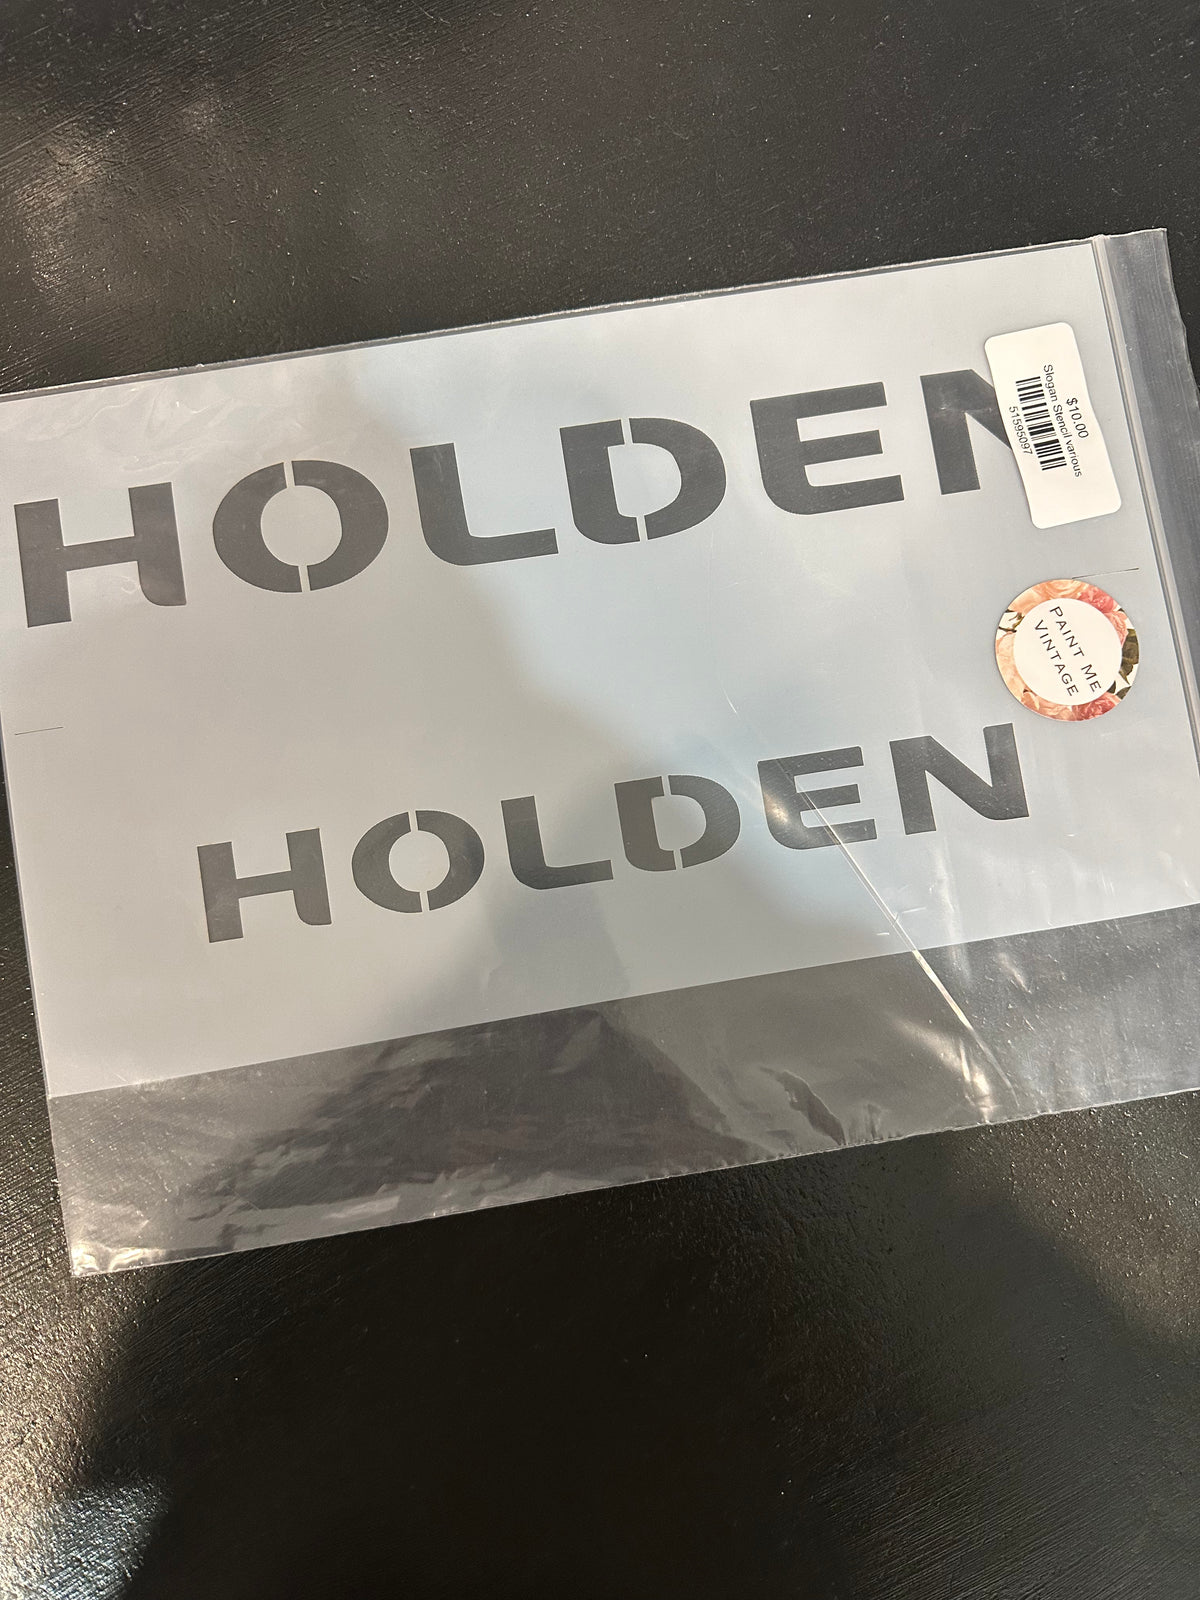 HOLDEN
$10.00
Slogan Stencil various
51595097
PAINT ME
VINTAGE
HOLDEN